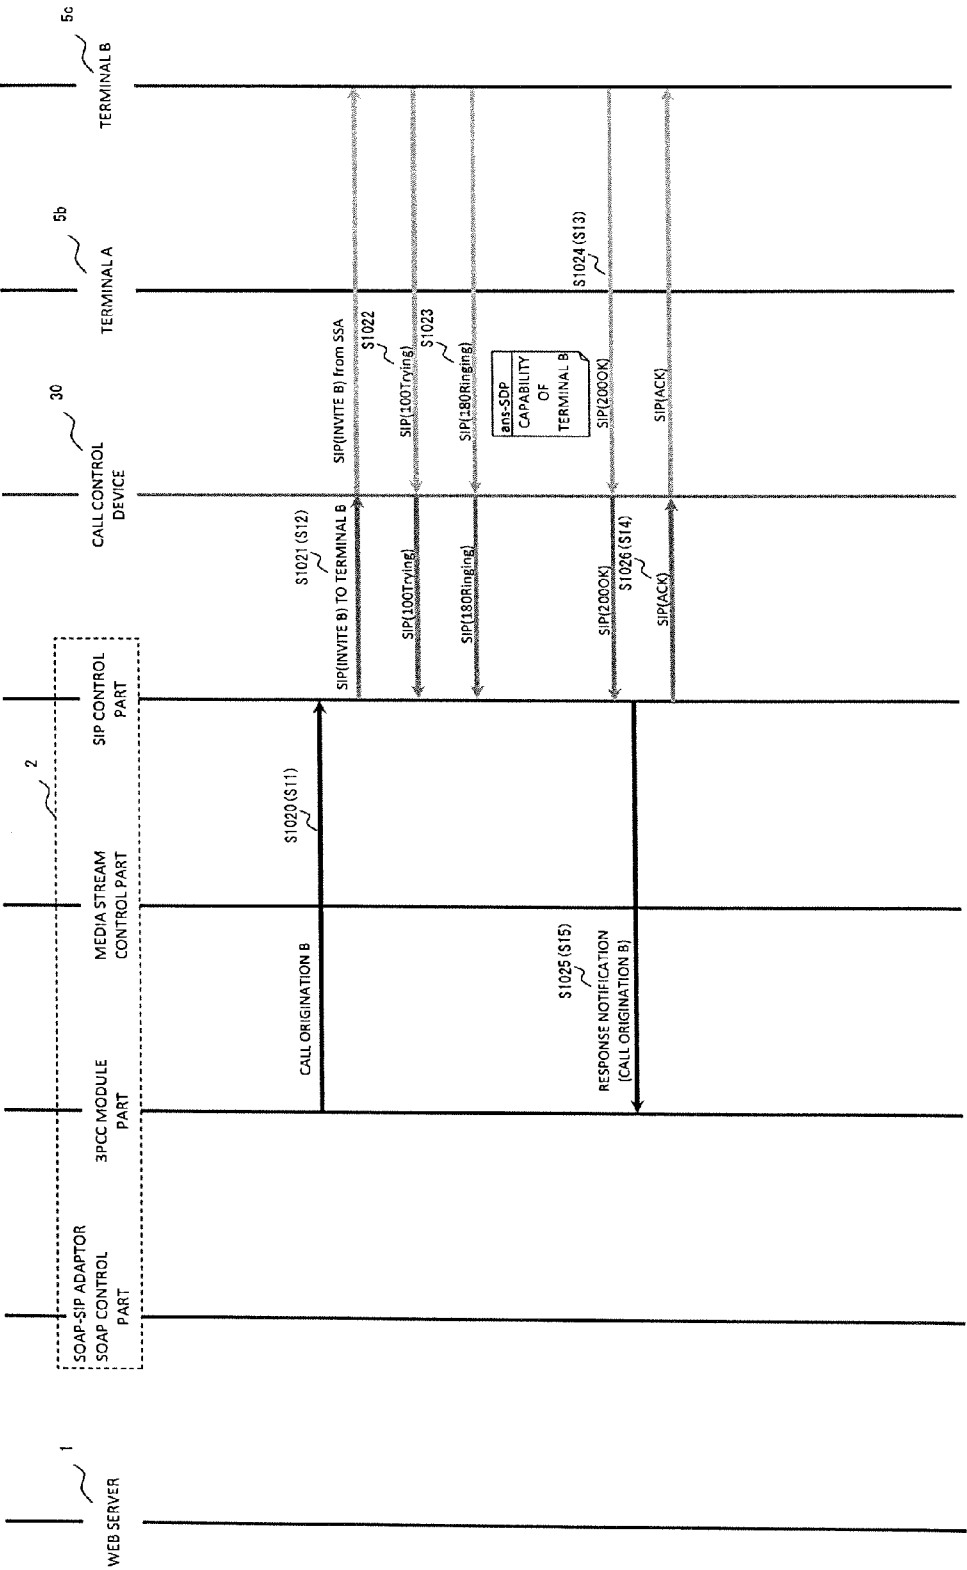 1
WEB SERVER
2
SOAP-SIP ADAPTOR
SOAP CONTROL
PART
3PCC MODULE
PART
MEDIA STREAM
CONTROL PART
SIP CONTROL
PART
30
CALL CONTROL
DEVICE
5b
TERMINAL A
5c
TERMINAL B
S1020(S11)
CALL ORIGINATION B
S1021(S12)
SIP(INVITE B) TO TERMINAL B
SIP(INVITE B) from SSA
S1022
SIP(100Trying)
SIP(100Trying)
S1023
SIP(180Ringing)
SIP(180Ringing)
ans-SDP
CAPABILITY
OF
TERMINAL B
S1024(S13)
SIP(200OK)
SIP(200OK)
S1025(S15)
RESPONSE NOTIFICATION
(CALL ORIGINATION B)
S1026(S14)
SIP(ACK)
SIP(ACK)